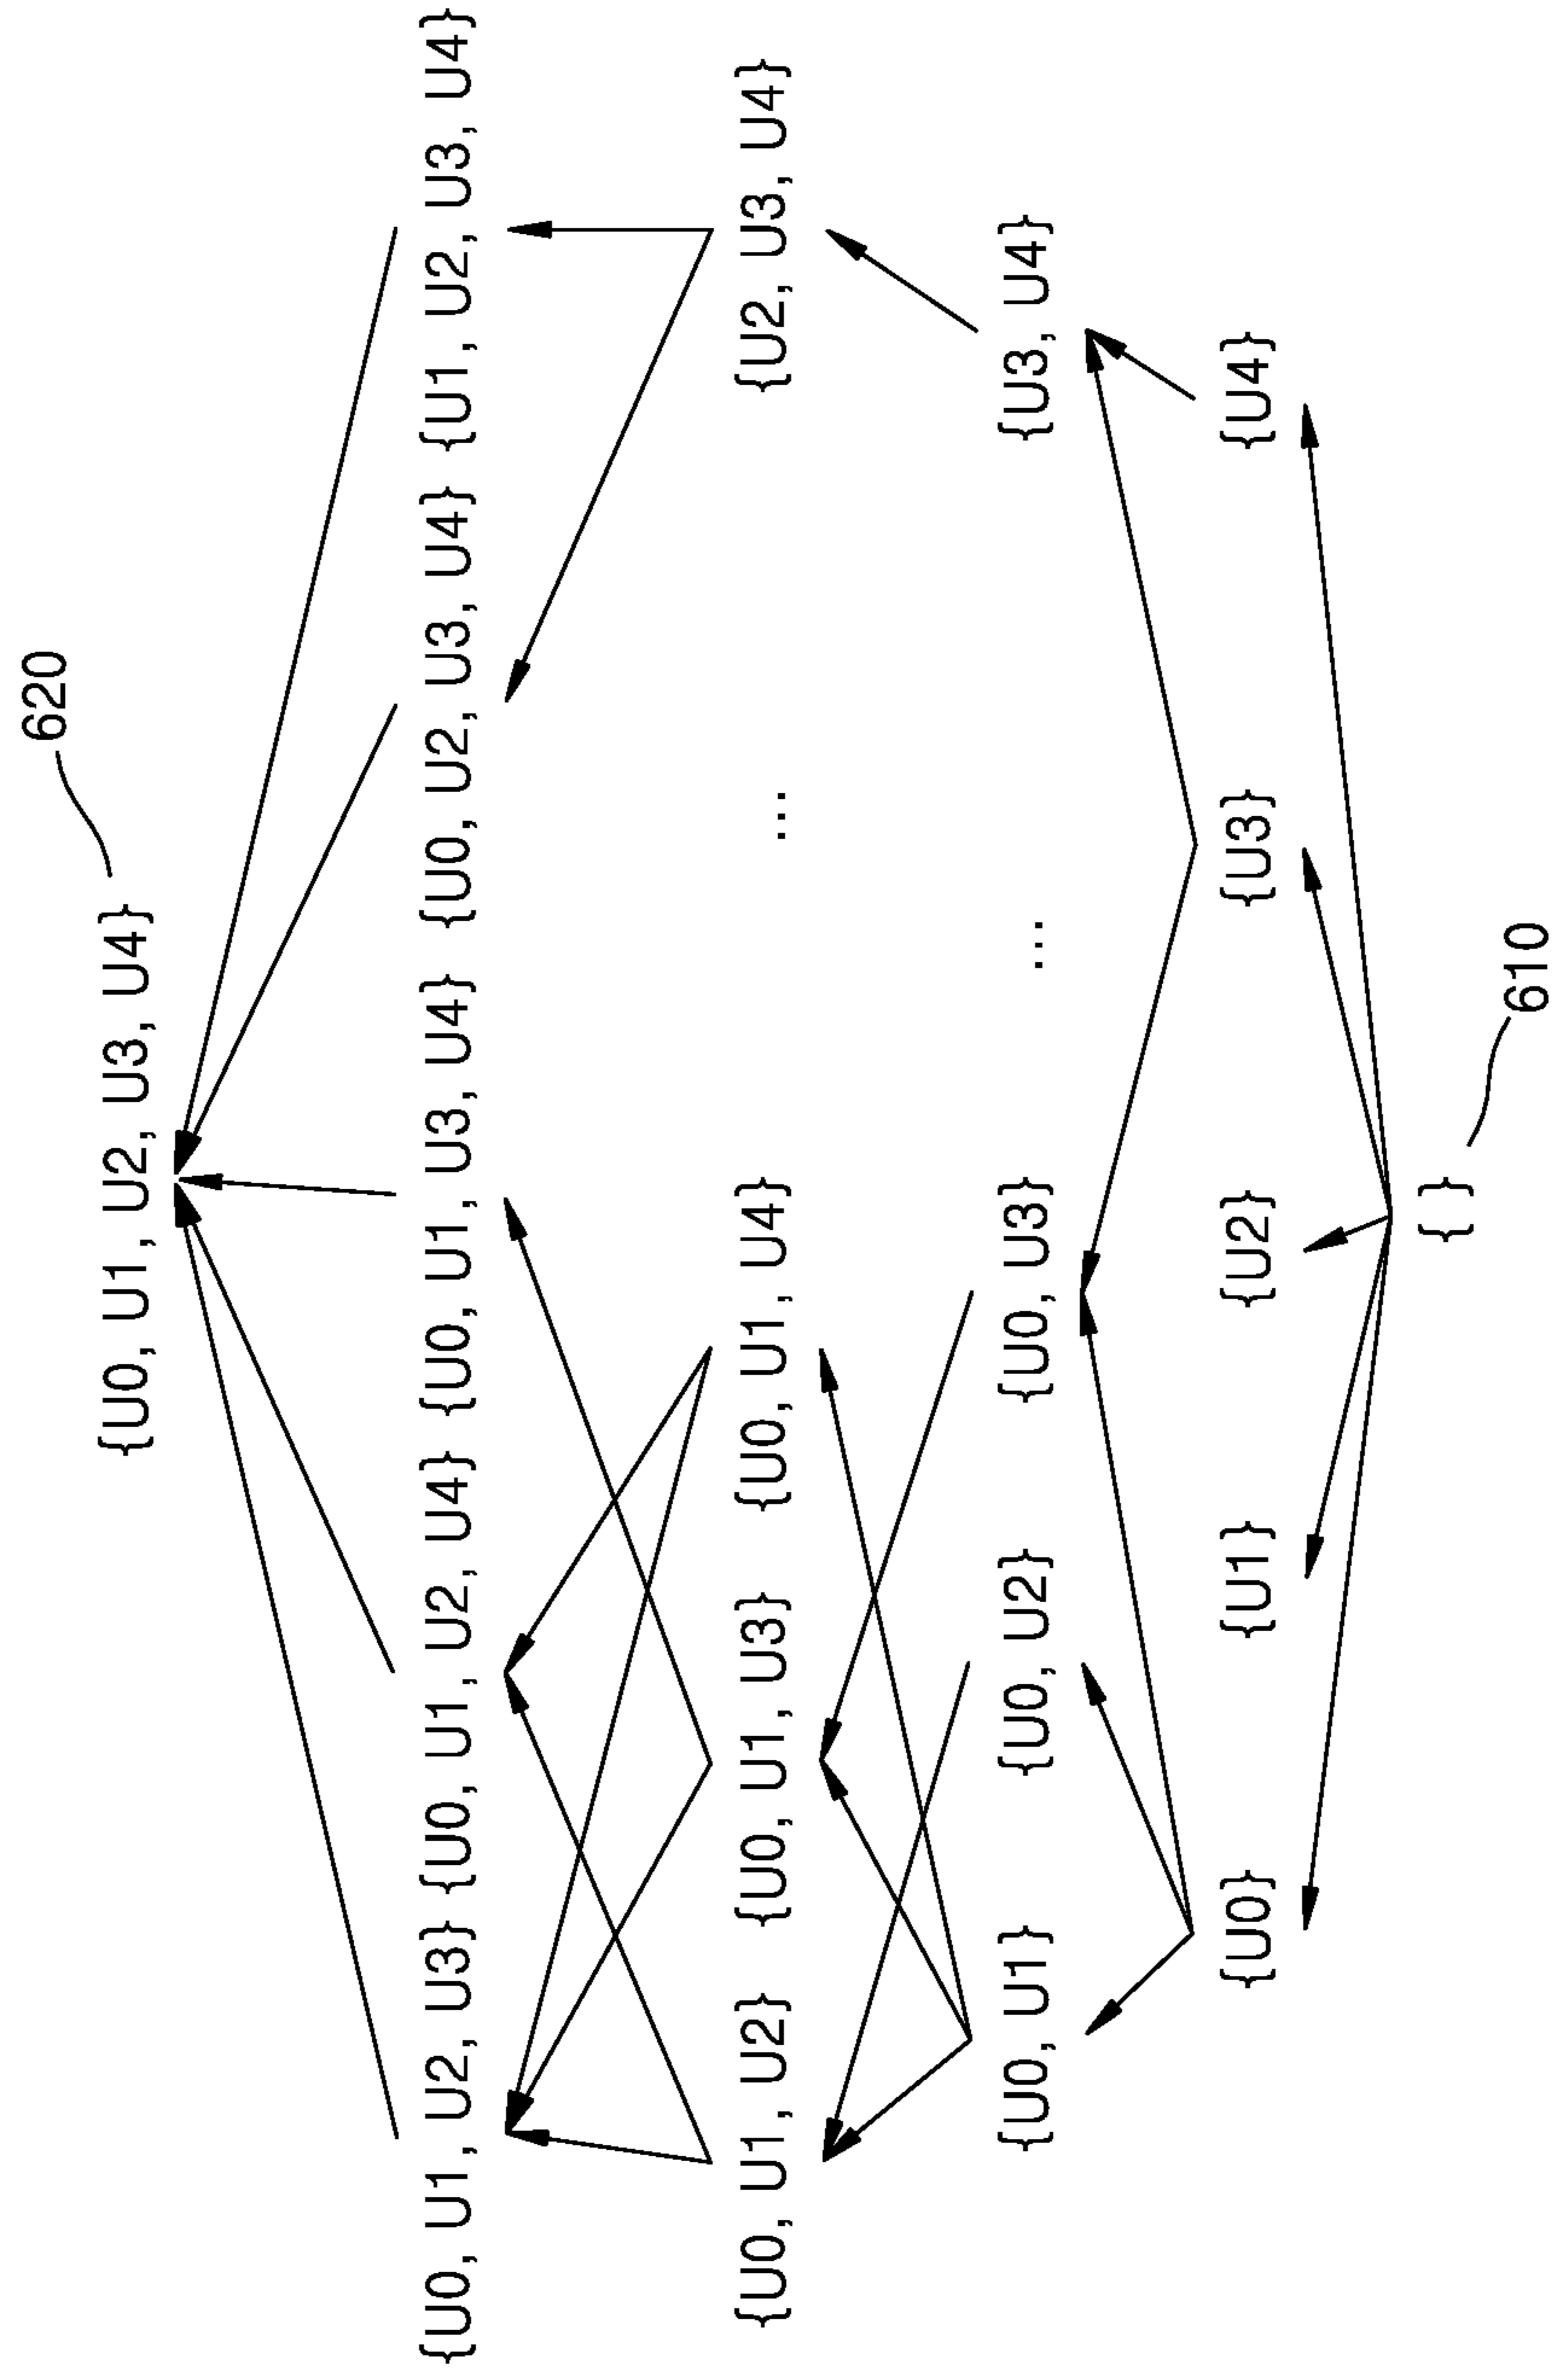 620
{U0, U1, U2, U3, U4}
{U0, U1, U2, U3} {U0, U1, U2, U4} {U0, U1, U3, U4} {U0, U2, U3, U4} {U1, U2, U3, U4}
{U0, U1, U2} {U0, U1, U3} {U0, U1, U4} ... {U2, U3, U4}
{U0, U1} {U0, U2} {U0, U3} ... {U3, U4}
{U0} {U1} {U2} {U3} {U4}
{ }
610